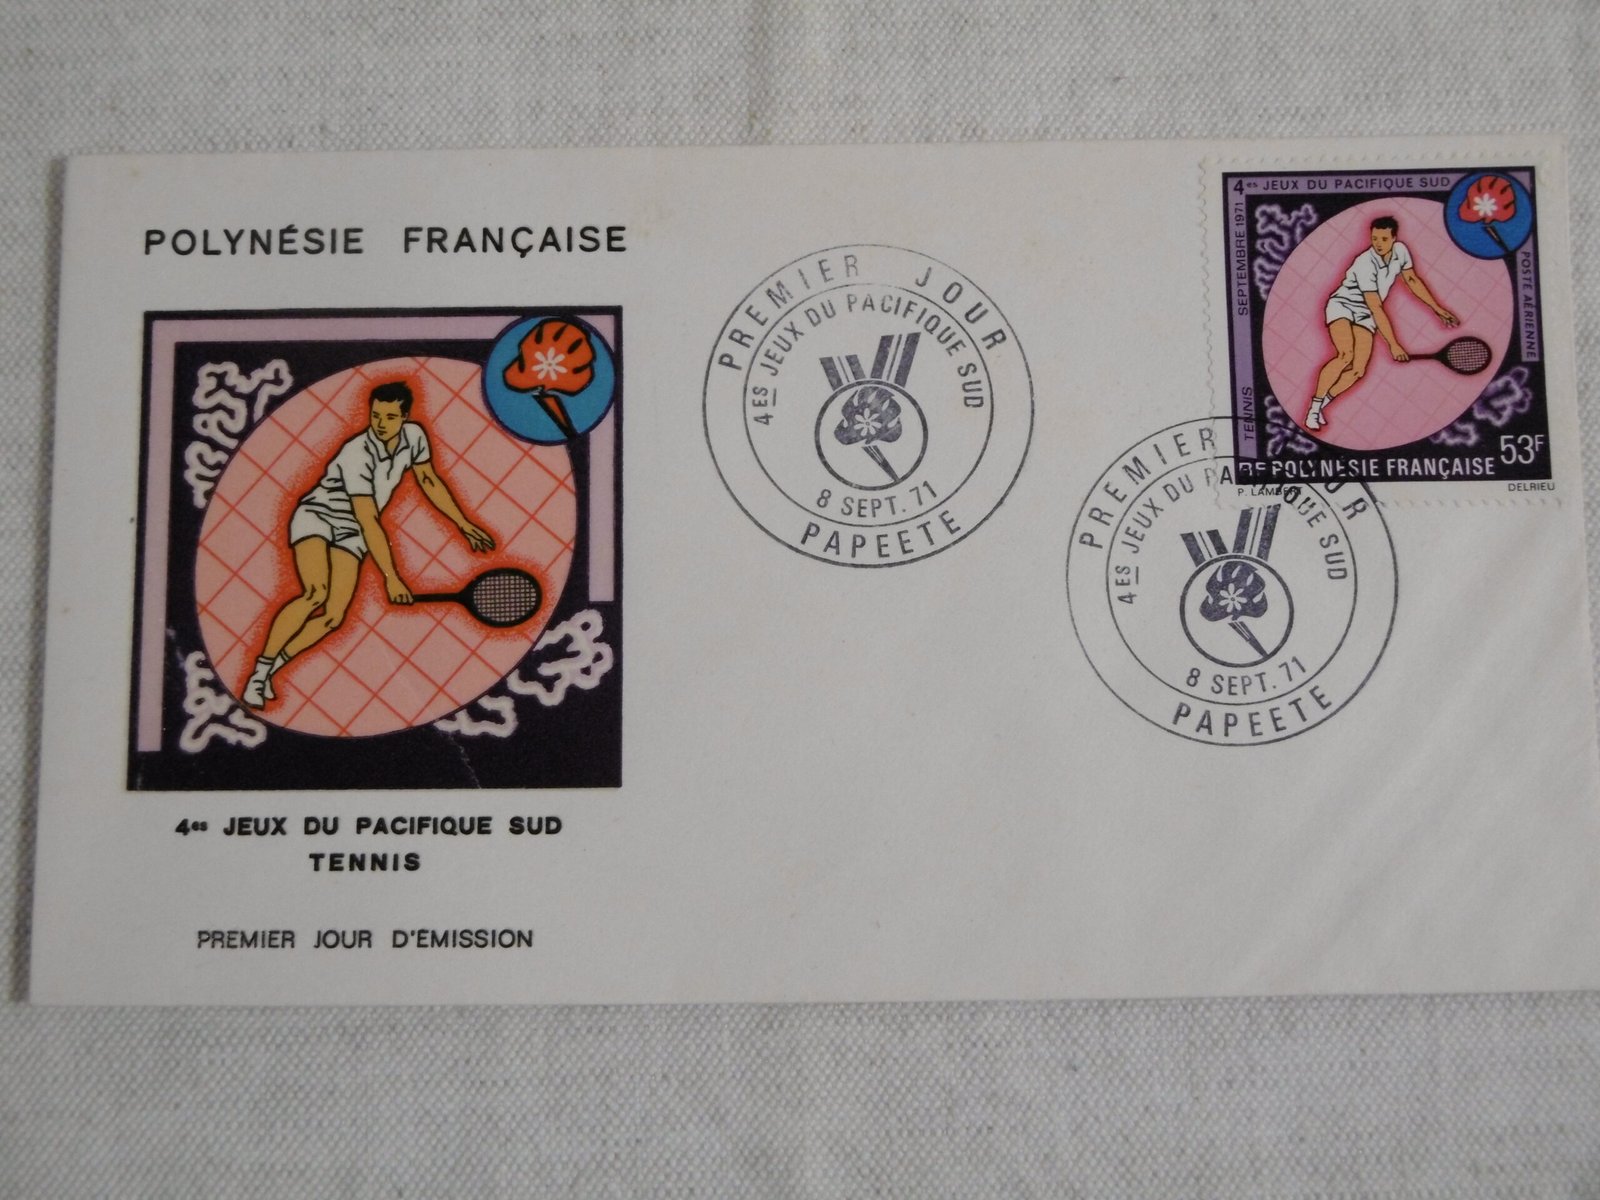 POLYNÉSIE FRANÇAISE
4es JEUX DU PACIFIQUE SUD
TENNIS
PREMIER JOUR D'ÉMISSION
PREMIER JOUR
4ES JEUX DU PACIFIQUE SUD
8 SEPT. 71
PAPEETE
4es JEUX DU PACIFIQUE SUD
TENNIS SEPTEMBRE 1971
POSTE AÉRIENNE
53F
POLYNÉSIE FRANÇAISE
P. LAMBERT
DELRIEU
PREMIER JOUR
4ES JEUX DU PACIFIQUE SUD
8 SEPT. 71
PAPEETE